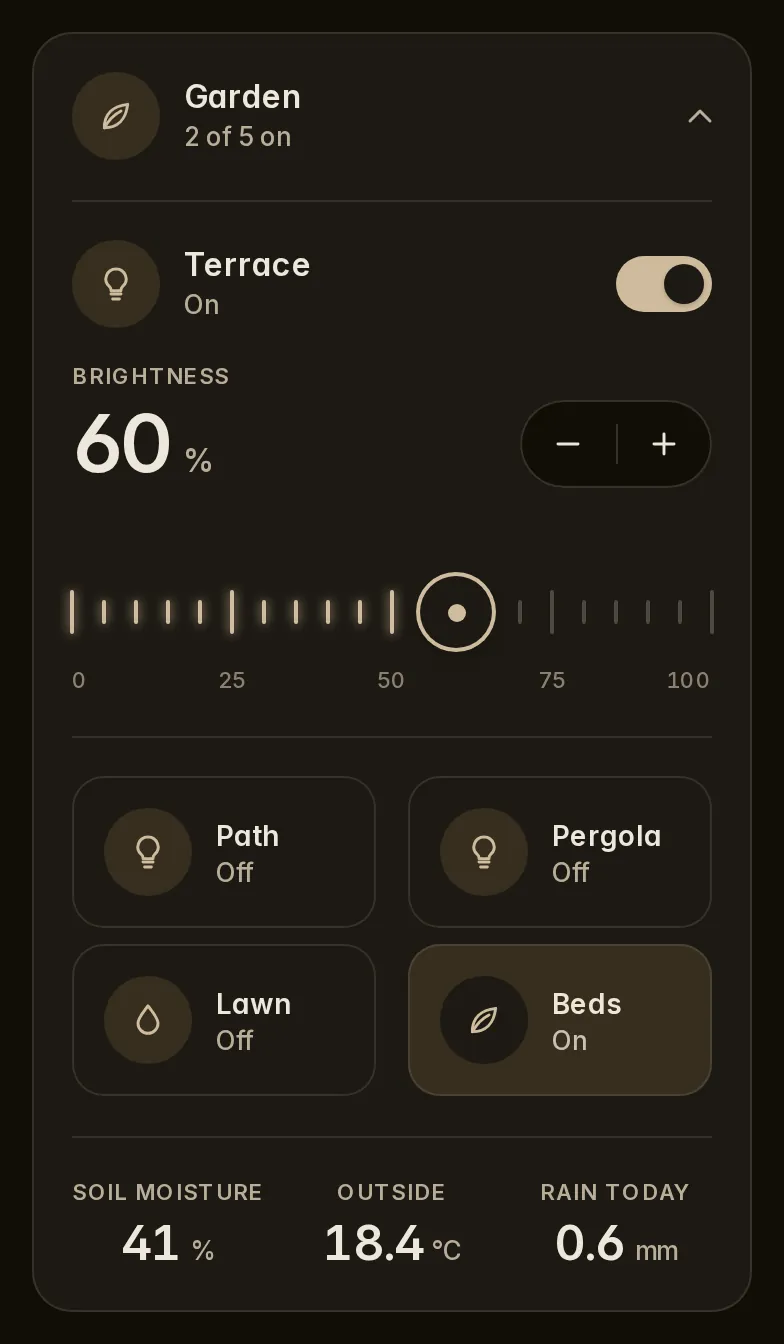 Garden
2 of 5 on
Terrace
On
BRIGHTNESS
60 %
0 25 50 75 100
Path
Off
Pergola
Off
Lawn
Off
Beds
On
SOIL MOISTURE
41 %
OUTSIDE
18.4 °C
RAIN TODAY
0.6 mm